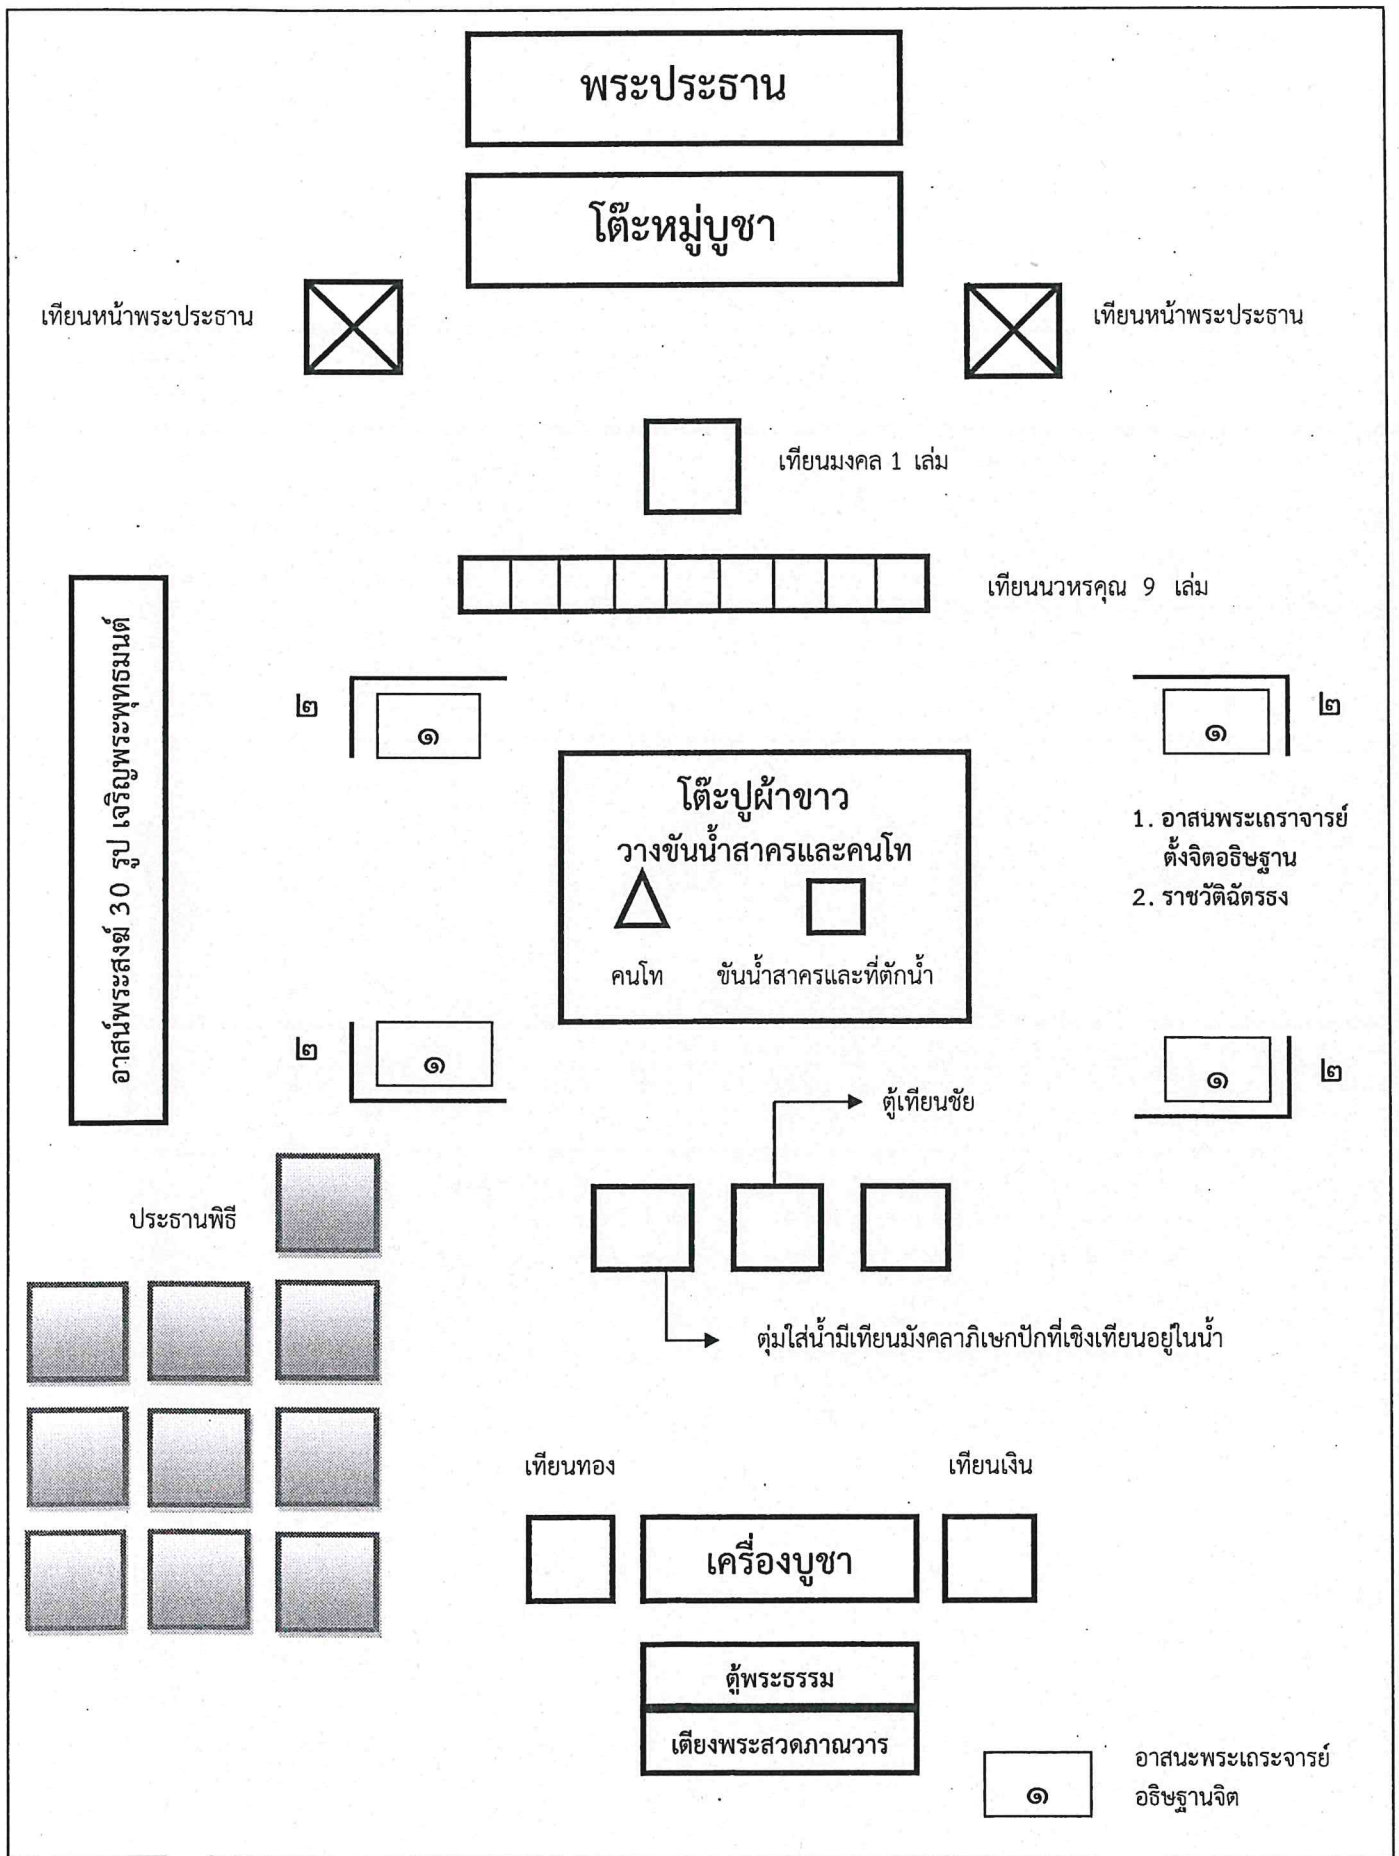 พระประธาน
โต๊ะหมู่บูชา
เทียนหน้าพระประธาน
เทียนหน้าพระประธาน
เทียนมงคล 1 เล่ม
เทียนนวหรคุณ 9 เล่ม
อาสน์พระสงฆ์ 30 รูป เจริญพระพุทธมนต์
๒
๑
๑
๒
โต๊ะปูผ้าขาว
วางขันน้ำสาครและคนโท
คนโท
ขันน้ำสาครและที่ตักน้ำ
1. อาสนพระเถราจารย์
ตั้งจิตอธิษฐาน
2. ราชวัติฉัตรธง
๒
๑
๑
๒
ตู้เทียนชัย
ประธานพิธี
ตุ่มใส่น้ำมีเทียนมังคลาภิเษกปักที่เชิงเทียนอยู่ในน้ำ
เทียนทอง
เทียนเงิน
เครื่องบูชา
ตู้พระธรรม
เตียงพระสวดภาณวาร
๑
อาสนะพระเถระจารย์
อธิษฐานจิต